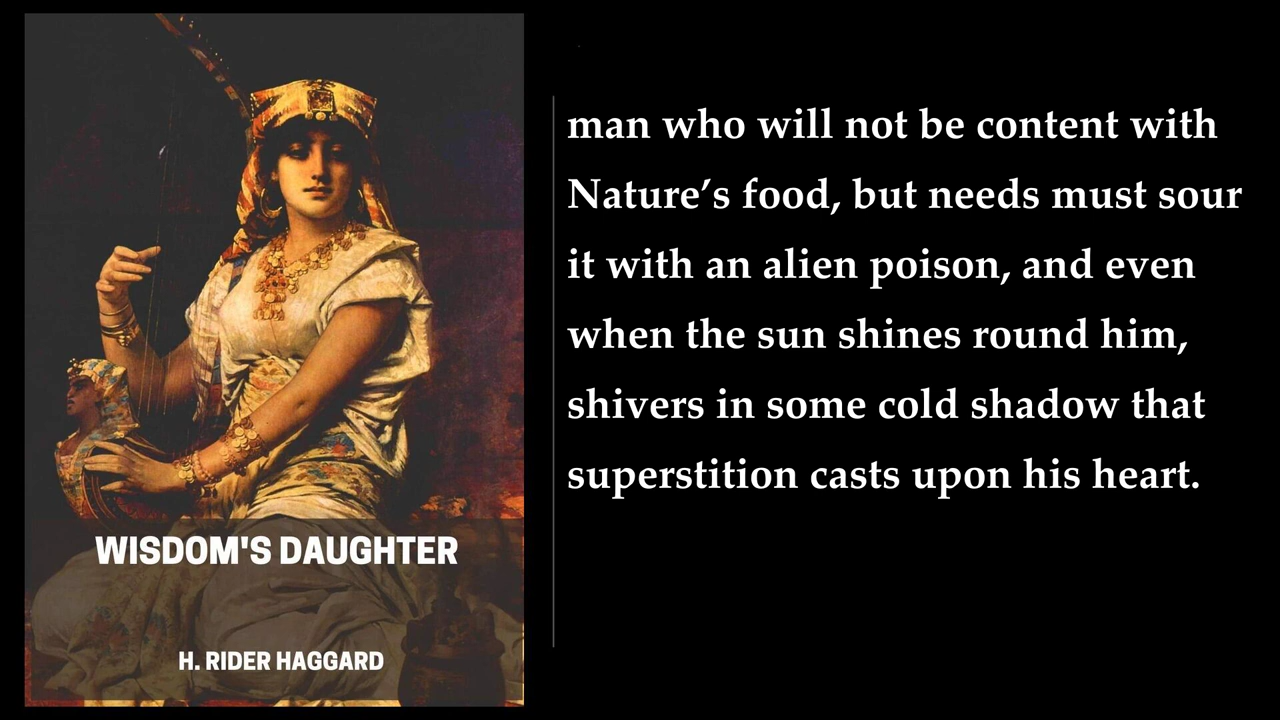 WISDOM'S DAUGHTER
H. RIDER HAGGARD
man who will not be content with
Nature’s food, but needs must sour
it with an alien poison, and even
when the sun shines round him,
shivers in some cold shadow that
superstition casts upon his heart.